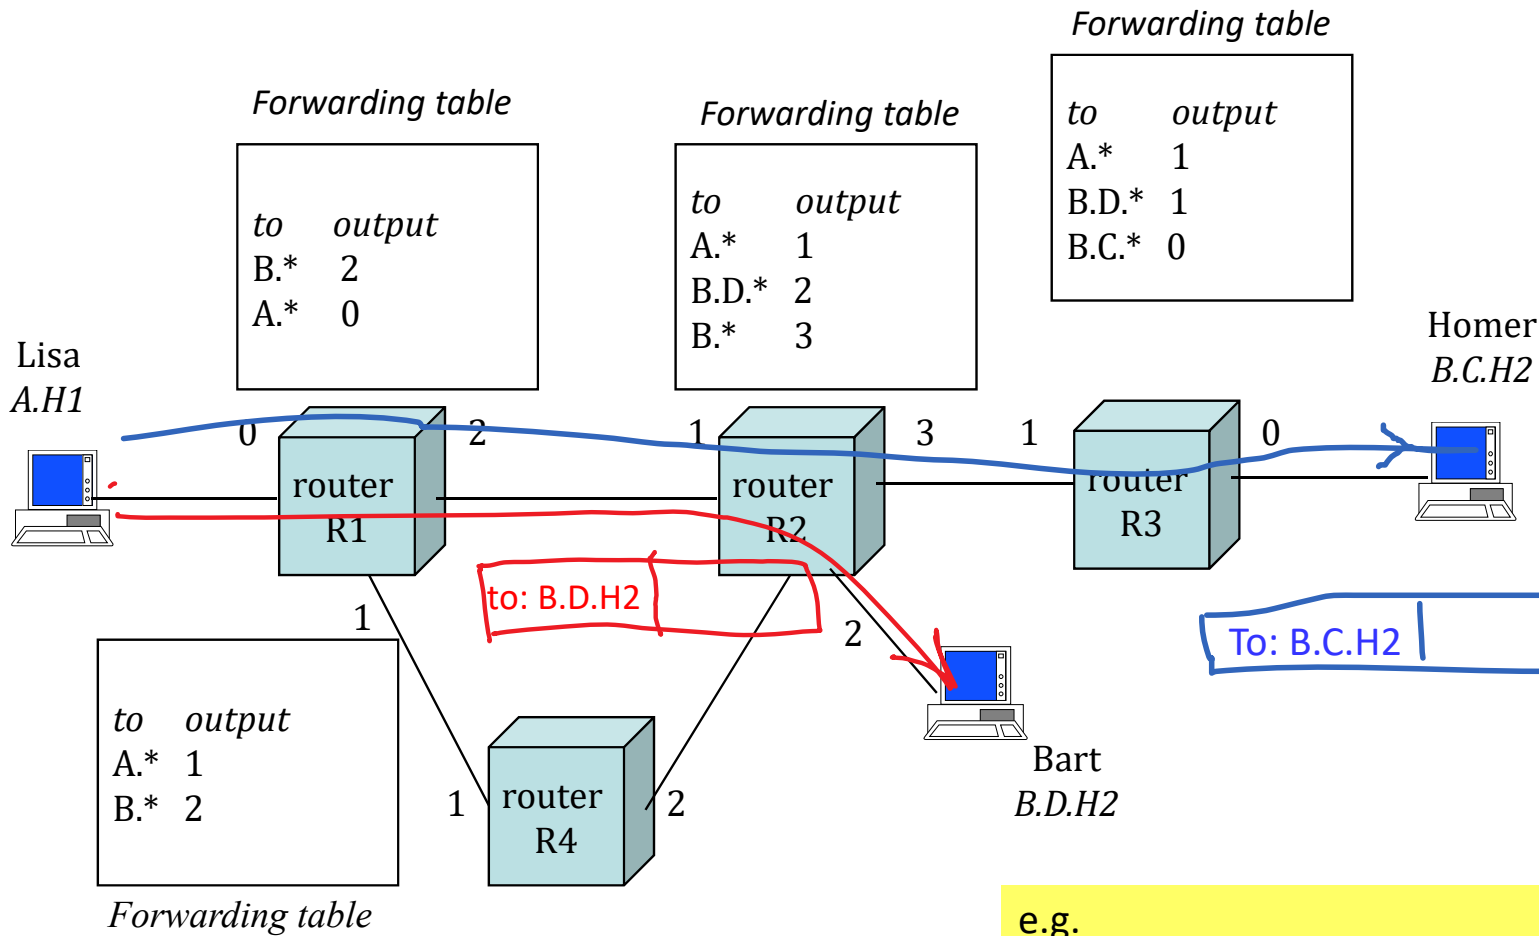 Forwarding table
to output
A.* 1
B.D.* 1
B.C.* 0
Forwarding table
to output
B.* 2
A.* 0
Forwarding table
to output
A.* 1
B.D.* 2
B.* 3
Lisa
A.H1
Homer
B.C.H2
0
2
1
3
1
0
router
R1
router
R2
router
R3
to: B.D.H2
To: B.C.H2
1
2
to output
A.* 1
B.* 2
1
router
R4
2
Bart
B.D.H2
Forwarding table
e.g.